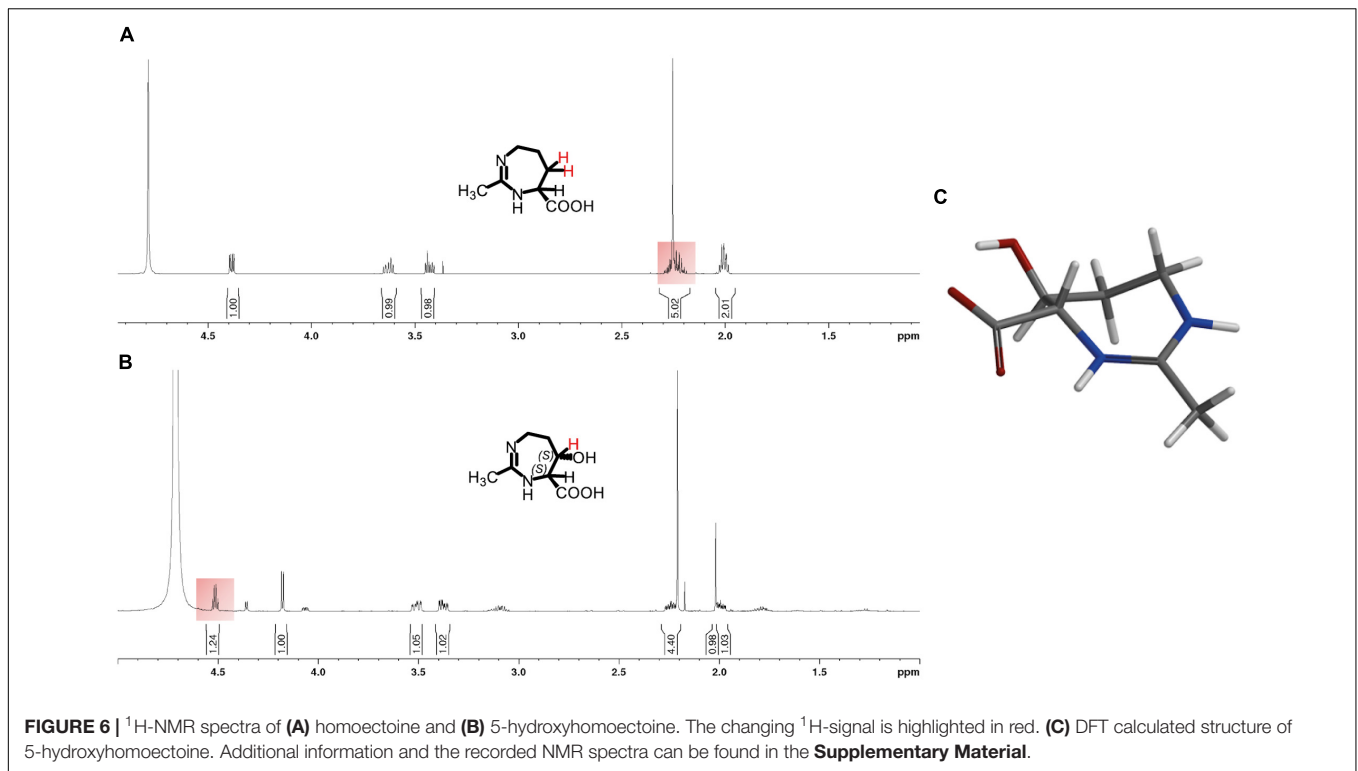 A
N
H
H
H
H₃C
N
H
COOH
1.00
0.99
0.98
5.02
2.01
4.5 4.0 3.5 3.0 2.5 2.0 1.5 ppm
B
N
H
(S)
OH
(S)
H
H₃C
N
H
COOH
1.24
1.00
1.05
1.02
4.40
0.98
1.03
4.5 4.0 3.5 3.0 2.5 2.0 1.5 ppm
C
FIGURE 6 | ¹H-NMR spectra of (A) homoectoine and (B) 5-hydroxyhomoectoine. The changing ¹H-signal is highlighted in red. (C) DFT calculated structure of
5-hydroxyhomoectoine. Additional information and the recorded NMR spectra can be found in the Supplementary Material.